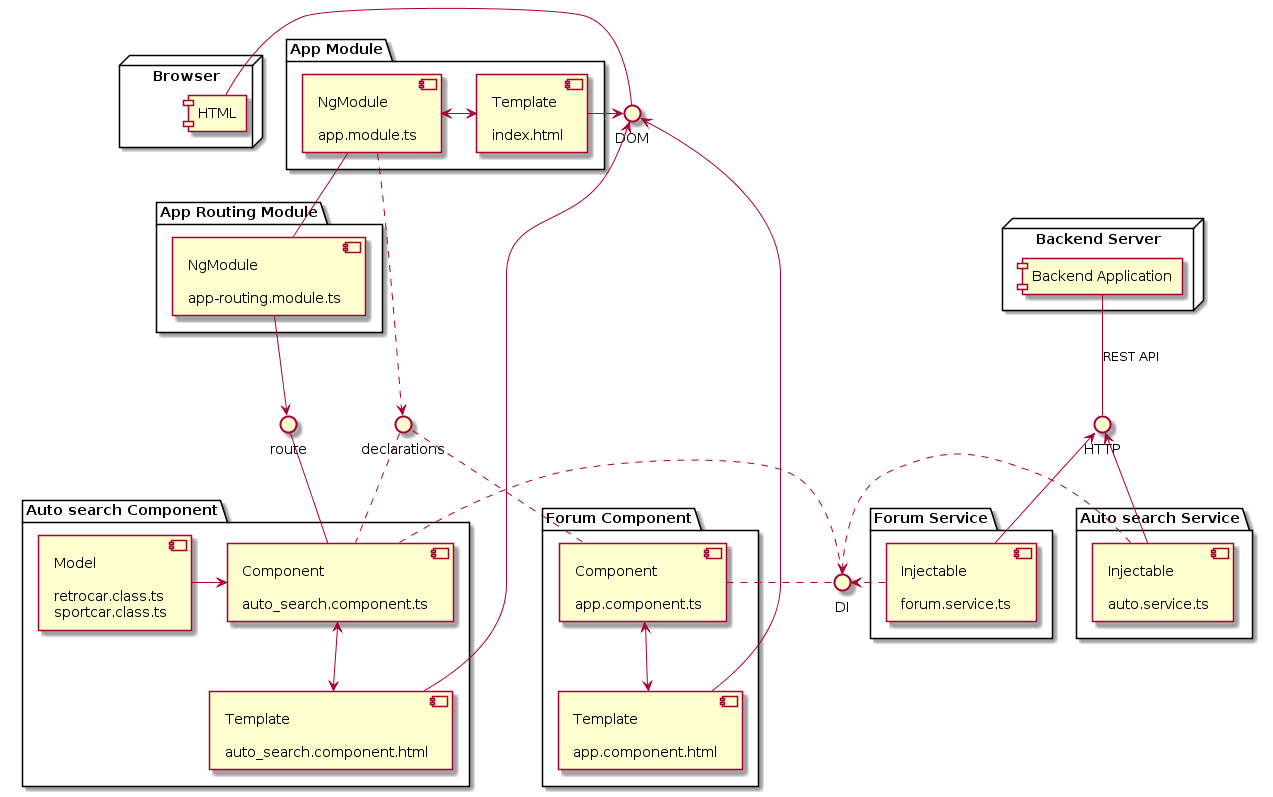 App Module
Browser
HTML
NgModule
app.module.ts
Template
index.html
DOM
App Routing Module
NgModule
app-routing.module.ts
Backend Server
Backend Application
REST API
route
declarations
HTTP
Auto search Component
Model
retrocar.class.ts
sportcar.class.ts
Component
auto_search.component.ts
Template
auto_search.component.html
Forum Component
Component
app.component.ts
Template
app.component.html
DI
Forum Service
Injectable
forum.service.ts
Auto search Service
Injectable
auto.service.ts